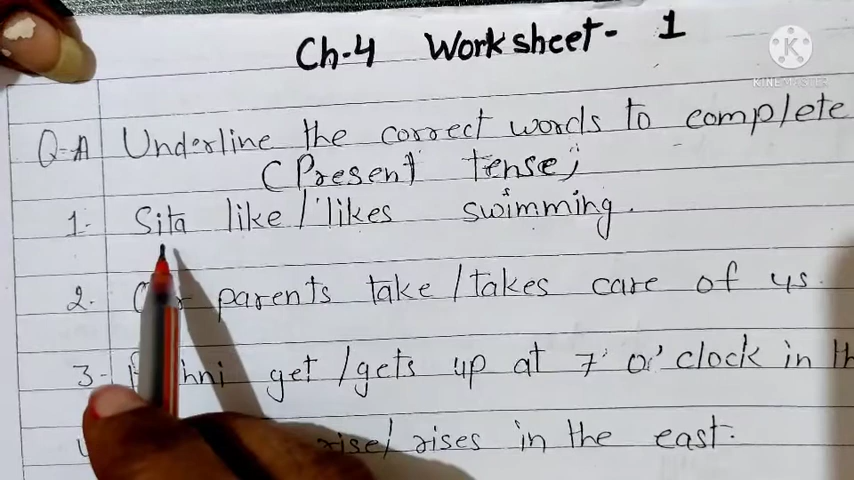 Ch-4 Worksheet- 1
KINEMASTER
Q-A Underline the correct words to complete
(Present tense)
1. Sita like/likes swimming.
2. parents take/takes care of us.
3- get/gets up at 7 o'clock in
rise/rises in the east.